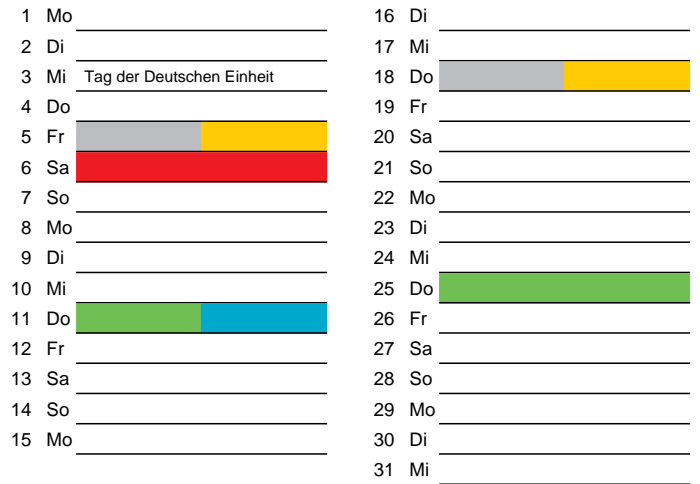 1 Mo
2 Di
3 Mi Tag der Deutschen Einheit
4 Do
5 Fr
6 Sa
7 So
8 Mo
9 Di
10 Mi
11 Do
12 Fr
13 Sa
14 So
15 Mo
16 Di
17 Mi
18 Do
19 Fr
20 Sa
21 So
22 Mo
23 Di
24 Mi
25 Do
26 Fr
27 Sa
28 So
29 Mo
30 Di
31 Mi